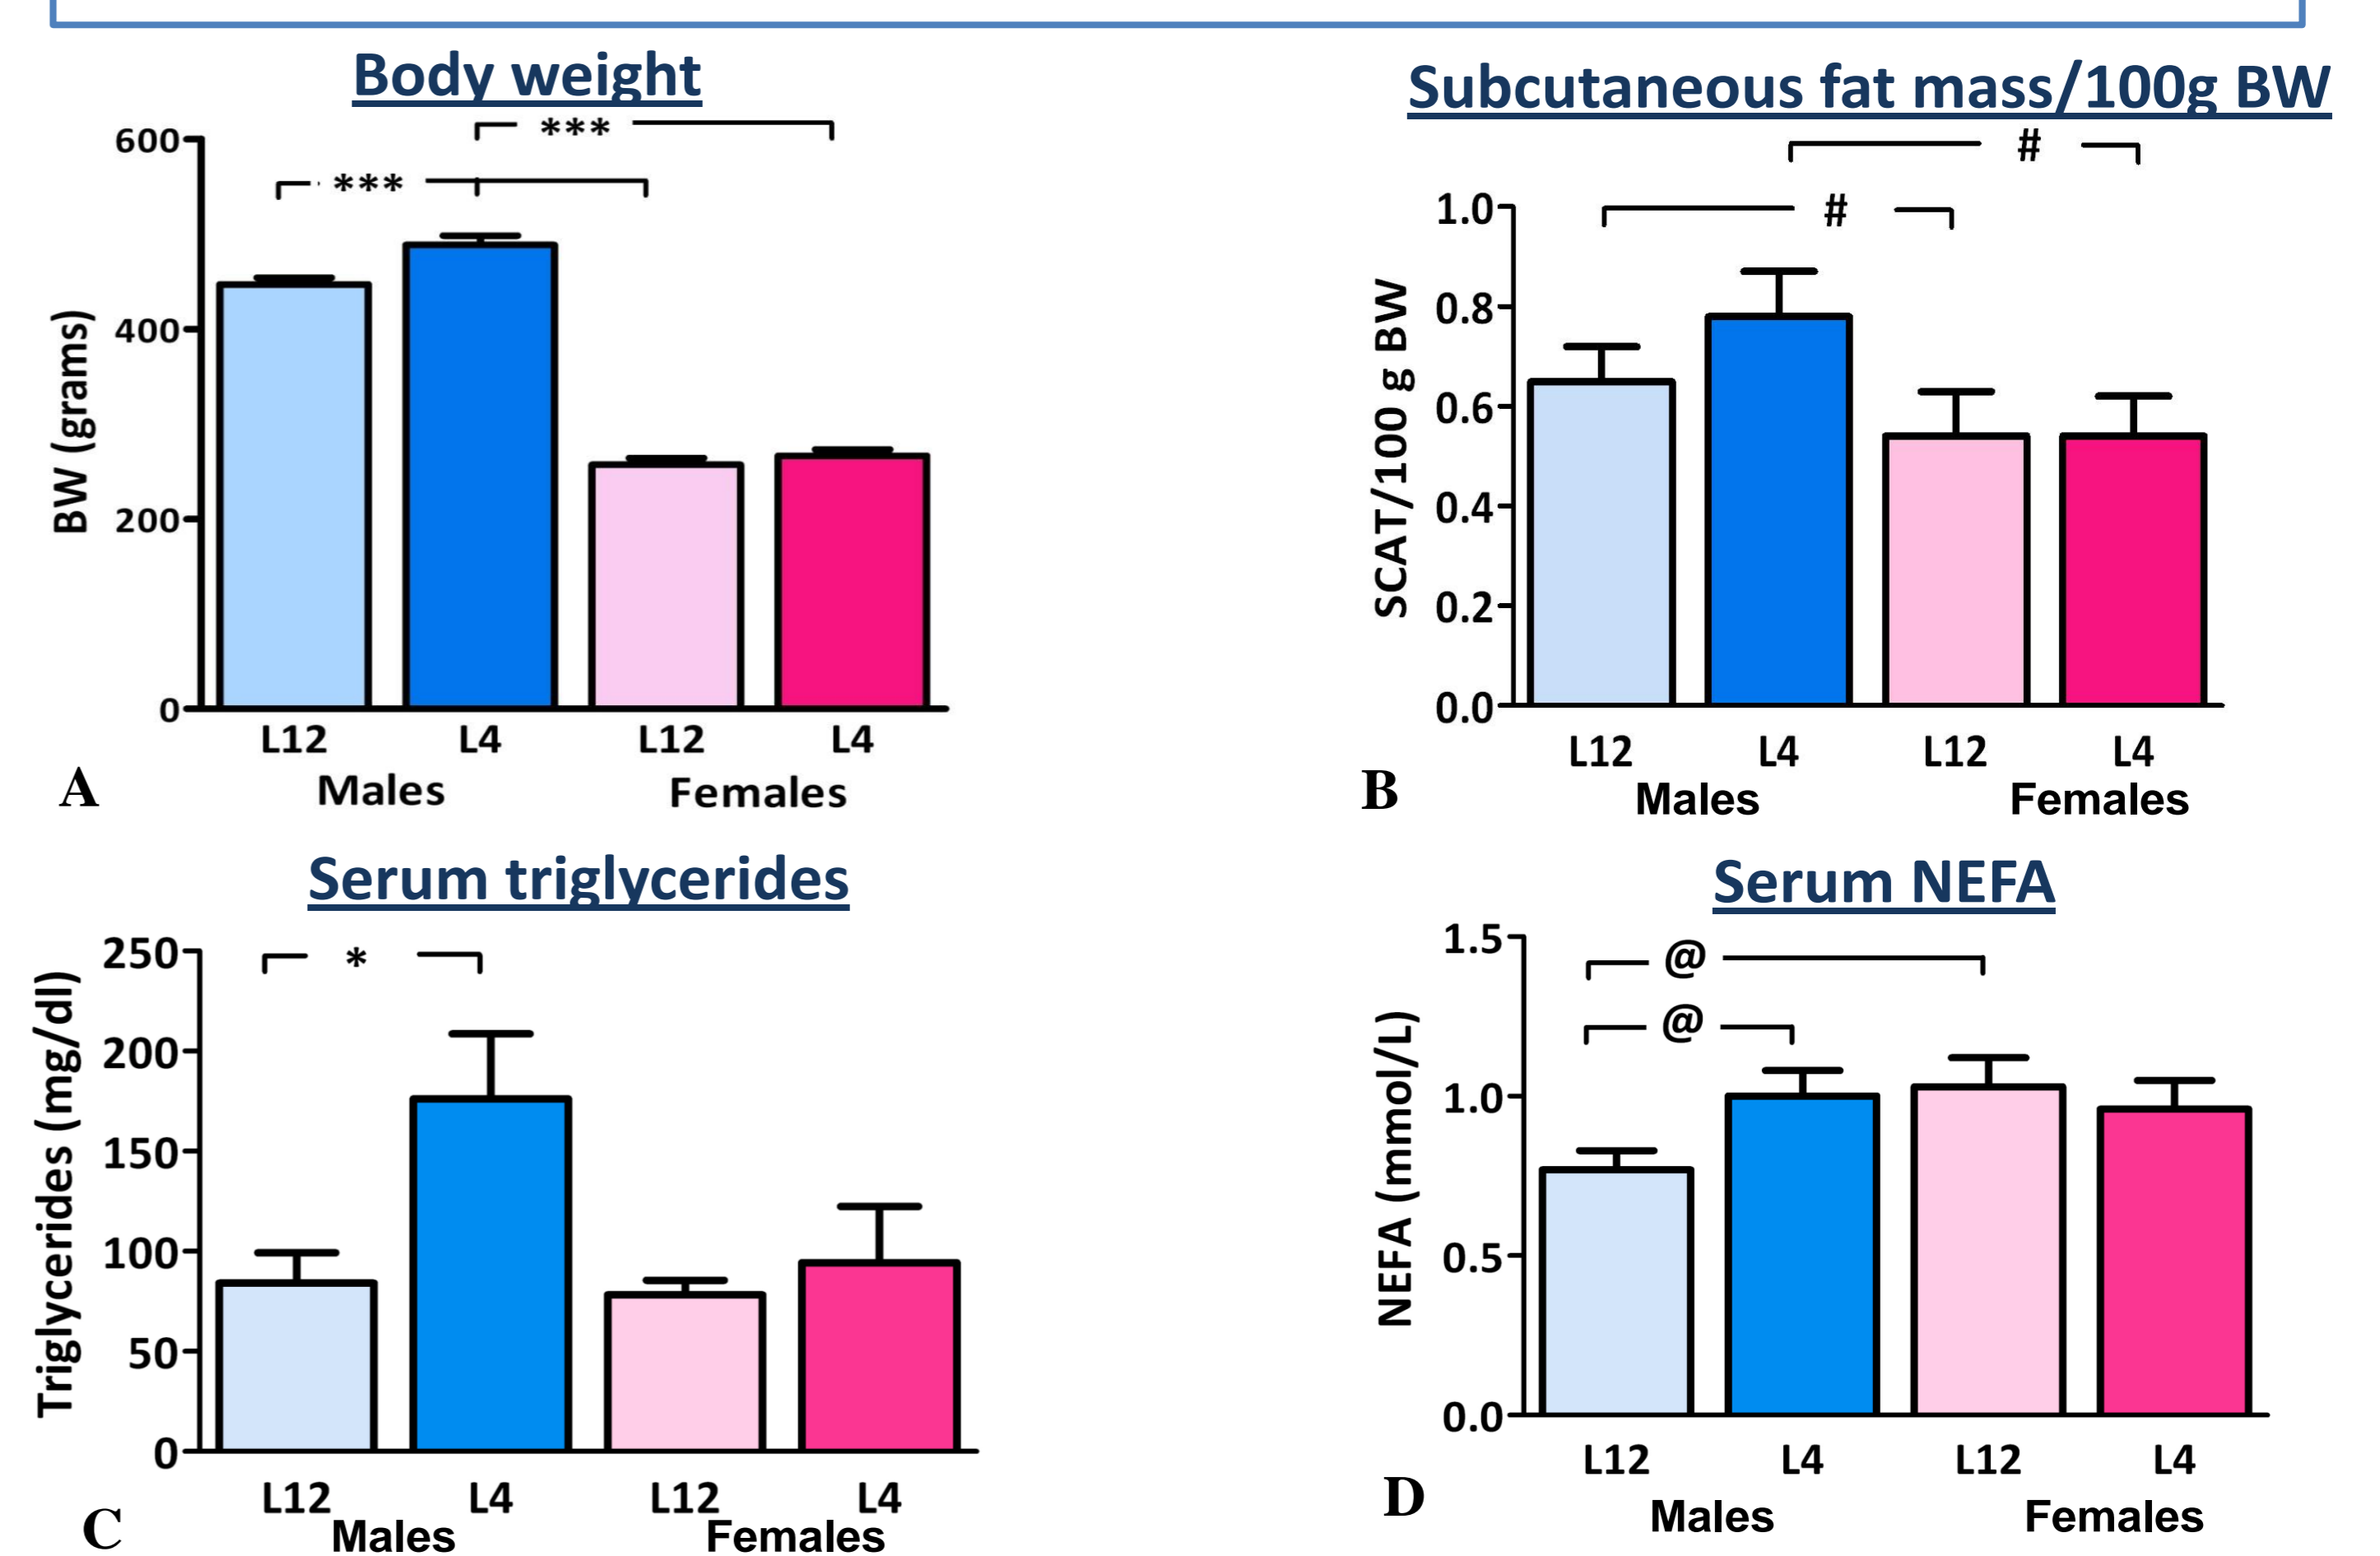 Body weight
***
***
600
400
200
0
BW (grams)
L12 L4 L12 L4
Males Females
A
Subcutaneous fat mass/100g BW
#
#
1.0
0.8
0.6
0.4
0.2
0.0
SCAT/100 g BW
L12 L4 L12 L4
Males Females
B
Serum triglycerides
*
250
200
150
100
50
0
Triglycerides (mg/dl)
L12 L4 L12 L4
Males Females
C
Serum NEFA
@
@
1.5
1.0
0.5
0.0
NEFA (mmol/L)
L12 L4 L12 L4
Males Females
D